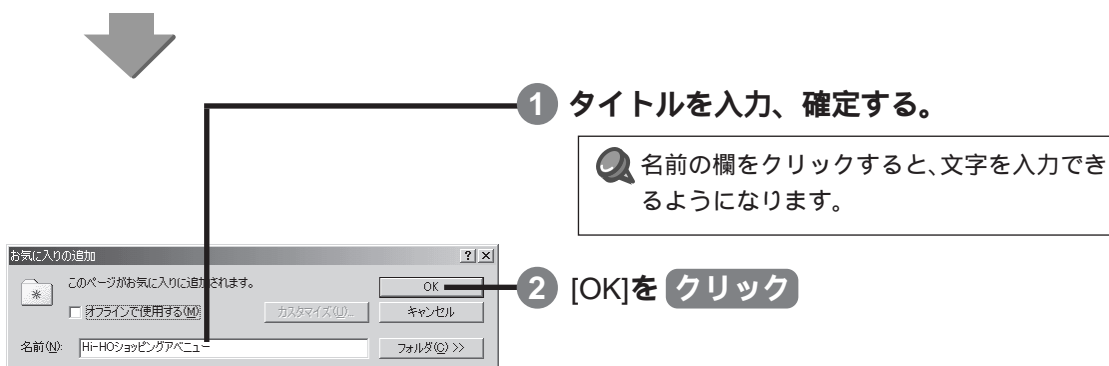 1 タイトルを入力、確定する。
名前の欄をクリックすると、文字を入力でき
るようになります。
2 [OK]を クリック
お気に入りの追加
このページがお気に入りに追加されます。
OK
オフラインで使用する(M)
カスタマイズ(U)...
キャンセル
名前(N):
Hi-HOショッピングアベニュー
フォルダ(C) >>